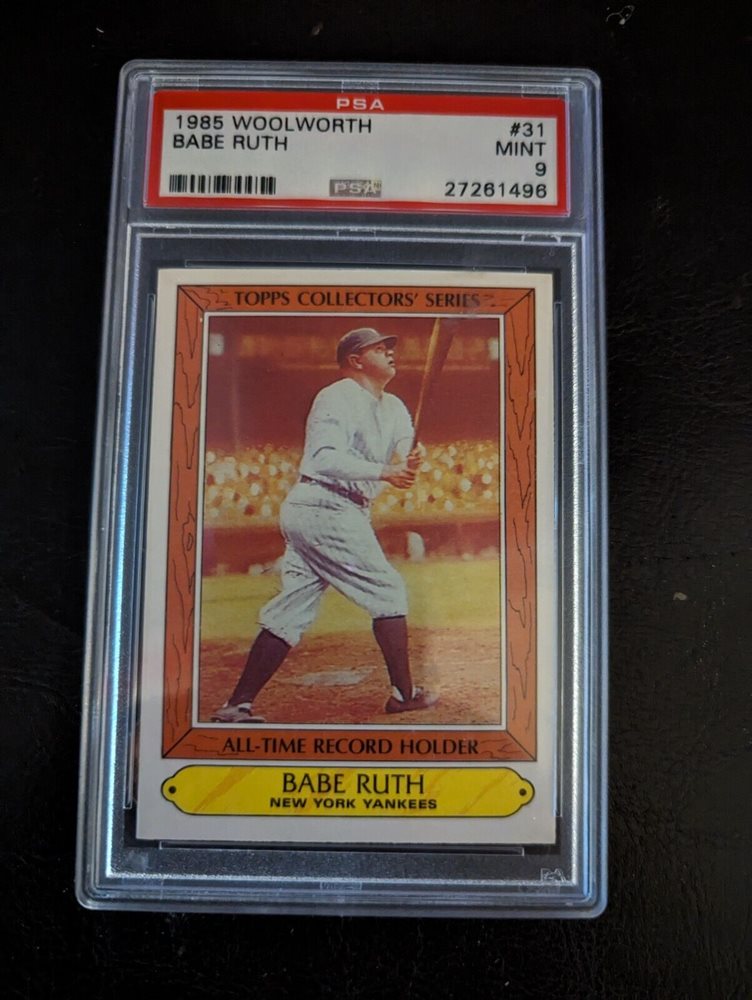 PSA
1985 WOOLWORTH #31
BABE RUTH MINT
9
PSA 27261496
TOPPS COLLECTORS' SERIES
ALL-TIME RECORD HOLDER
BABE RUTH
NEW YORK YANKEES